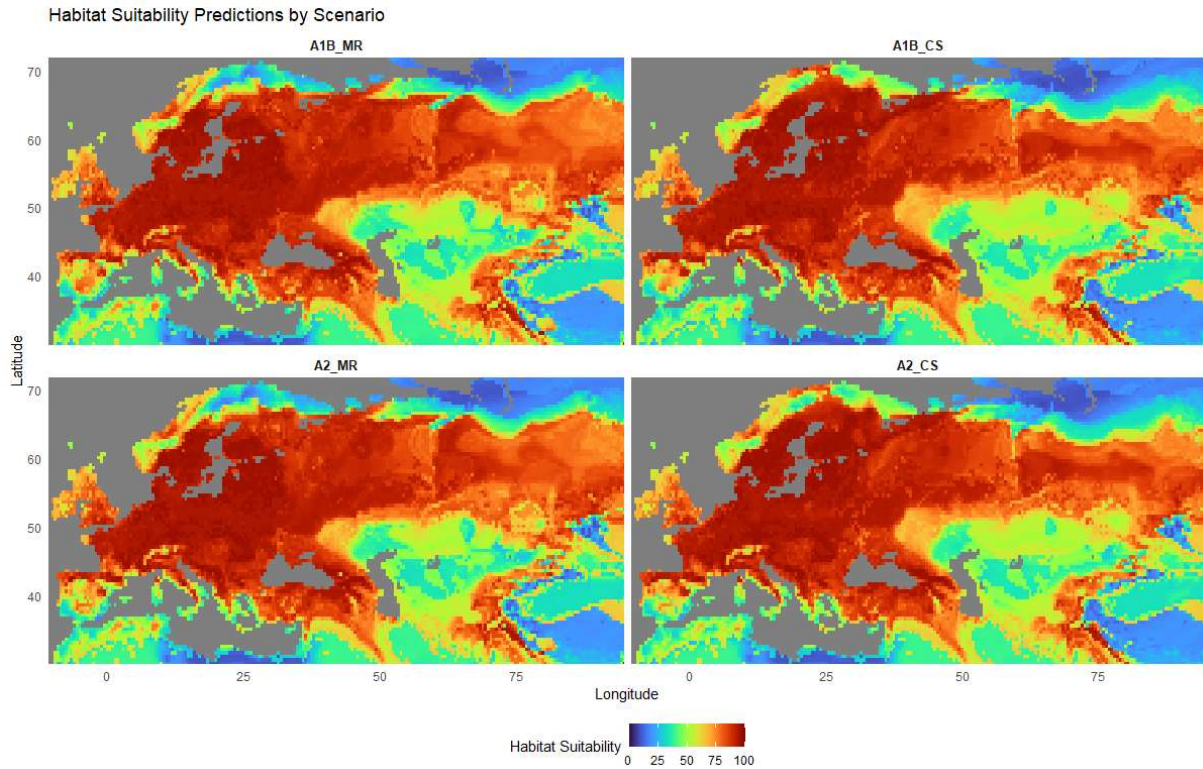 Habitat Suitability Predictions by Scenario
A1B_MR
A1B_CS
70
60
50
40
A2_MR
A2_CS
70
60
50
40
Latitude
0 25 50 75
0 25 50 75
Longitude
Habitat Suitability
0 25 50 75 100